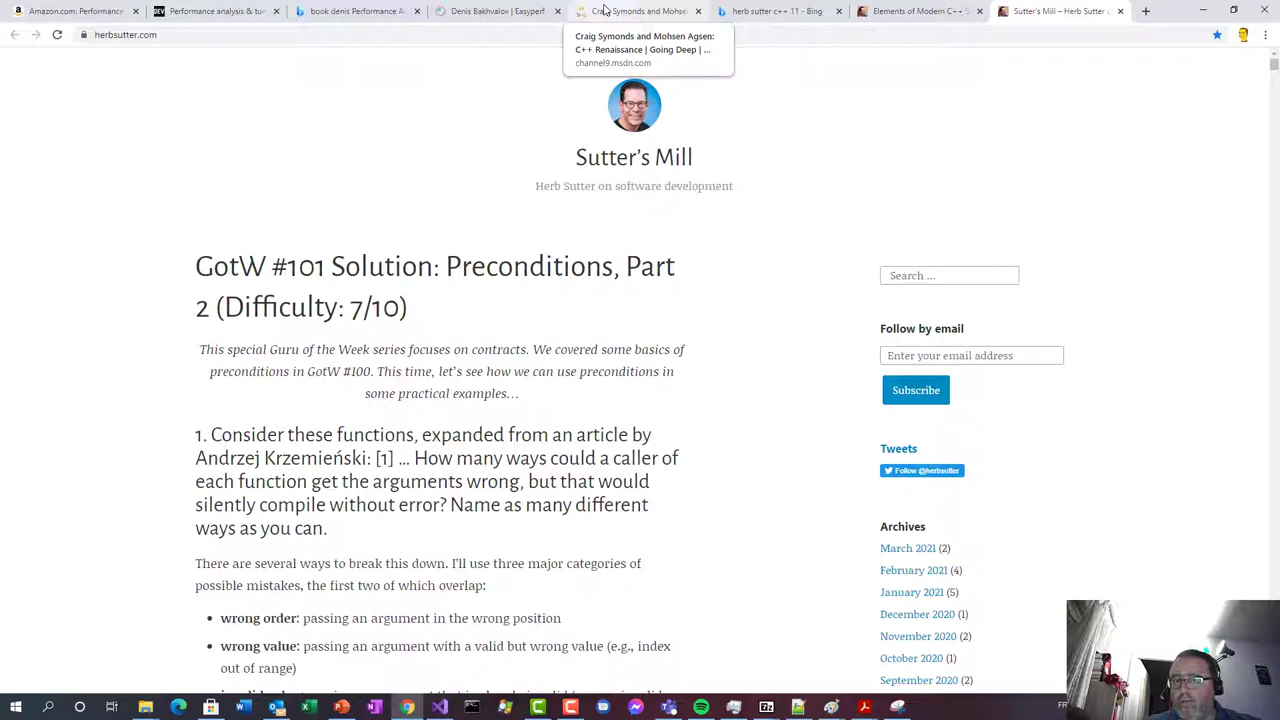 Amazon.com: Performance
Performance analysis & tun
book denis Performance A
Denis Bakhvalov | Easyperf.
Craig Symonds and Mohse
herb sutter c++ 11 - Bing
Elements of Modern C++ S
Sutter's Mill – Herb Sutter o
herbsutter.com
Craig Symonds and Mohsen Agsen:
C++ Renaissance | Going Deep | ...
channel9.msdn.com
Sutter's Mill
Herb Sutter on software development
GotW #101 Solution: Preconditions, Part
2 (Difficulty: 7/10)
This special Guru of the Week series focuses on contracts. We covered some basics of
preconditions in GotW #100. This time, let's see how we can use preconditions in
some practical examples…
1. Consider these functions, expanded from an article by
Andrzej Krzemieński: [1] … How many ways could a caller of
each function get the arguments wrong, but that would
silently compile without error? Name as many different
ways as you can.
There are several ways to break this down. I'll use three major categories of
possible mistakes, the first two of which overlap:
wrong order: passing an argument in the wrong position
wrong value: passing an argument with a valid but wrong value (e.g., index
out of range)
Search …
Follow by email
Enter your email address
Subscribe
Tweets
Follow @herbsutter
Archives
March 2021 (2)
February 2021 (4)
January 2021 (5)
December 2020 (1)
November 2020 (2)
October 2020 (1)
September 2020 (2)
FR